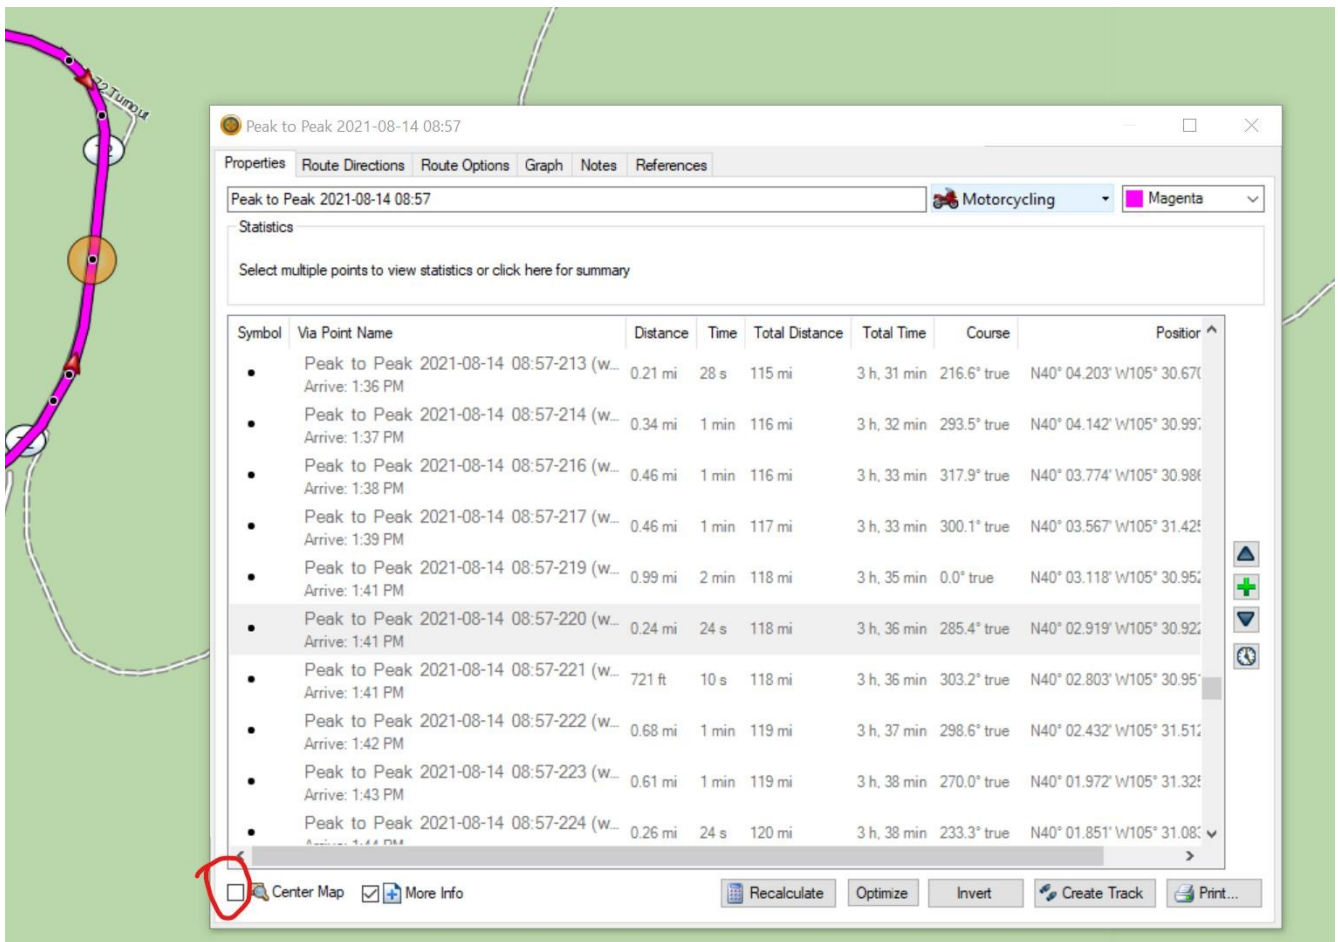 72 Turnout
72
72
Peak to Peak 2021-08-14 08:57
Properties Route Directions Route Options Graph Notes References
Peak to Peak 2021-08-14 08:57 Motorcycling Magenta
Statistics
Select multiple points to view statistics or click here for summary
Symbol Via Point Name Distance Time Total Distance Total Time Course Position
Peak to Peak 2021-08-14 08:57-213 (w... 0.21 mi 28 s 115 mi 3 h, 31 min 216.6° true N40° 04.203' W105° 30.670
Arrive: 1:36 PM
Peak to Peak 2021-08-14 08:57-214 (w... 0.34 mi 1 min 116 mi 3 h, 32 min 293.5° true N40° 04.142' W105° 30.997
Arrive: 1:37 PM
Peak to Peak 2021-08-14 08:57-216 (w... 0.46 mi 1 min 116 mi 3 h, 33 min 317.9° true N40° 03.774' W105° 30.986
Arrive: 1:38 PM
Peak to Peak 2021-08-14 08:57-217 (w... 0.46 mi 1 min 117 mi 3 h, 33 min 300.1° true N40° 03.567' W105° 31.425
Arrive: 1:39 PM
Peak to Peak 2021-08-14 08:57-219 (w... 0.99 mi 2 min 118 mi 3 h, 35 min 0.0° true N40° 03.118' W105° 30.952
Arrive: 1:41 PM
Peak to Peak 2021-08-14 08:57-220 (w... 0.24 mi 24 s 118 mi 3 h, 36 min 285.4° true N40° 02.919' W105° 30.922
Arrive: 1:41 PM
Peak to Peak 2021-08-14 08:57-221 (w... 721 ft 10 s 118 mi 3 h, 36 min 303.2° true N40° 02.803' W105° 30.951
Arrive: 1:41 PM
Peak to Peak 2021-08-14 08:57-222 (w... 0.68 mi 1 min 119 mi 3 h, 37 min 298.6° true N40° 02.432' W105° 31.512
Arrive: 1:42 PM
Peak to Peak 2021-08-14 08:57-223 (w... 0.61 mi 1 min 119 mi 3 h, 38 min 270.0° true N40° 01.972' W105° 31.325
Arrive: 1:43 PM
Peak to Peak 2021-08-14 08:57-224 (w... 0.26 mi 24 s 120 mi 3 h, 38 min 233.3° true N40° 01.851' W105° 31.083
Arrive: 1:44 PM
Center Map More Info Recalculate Optimize Invert Create Track Print...